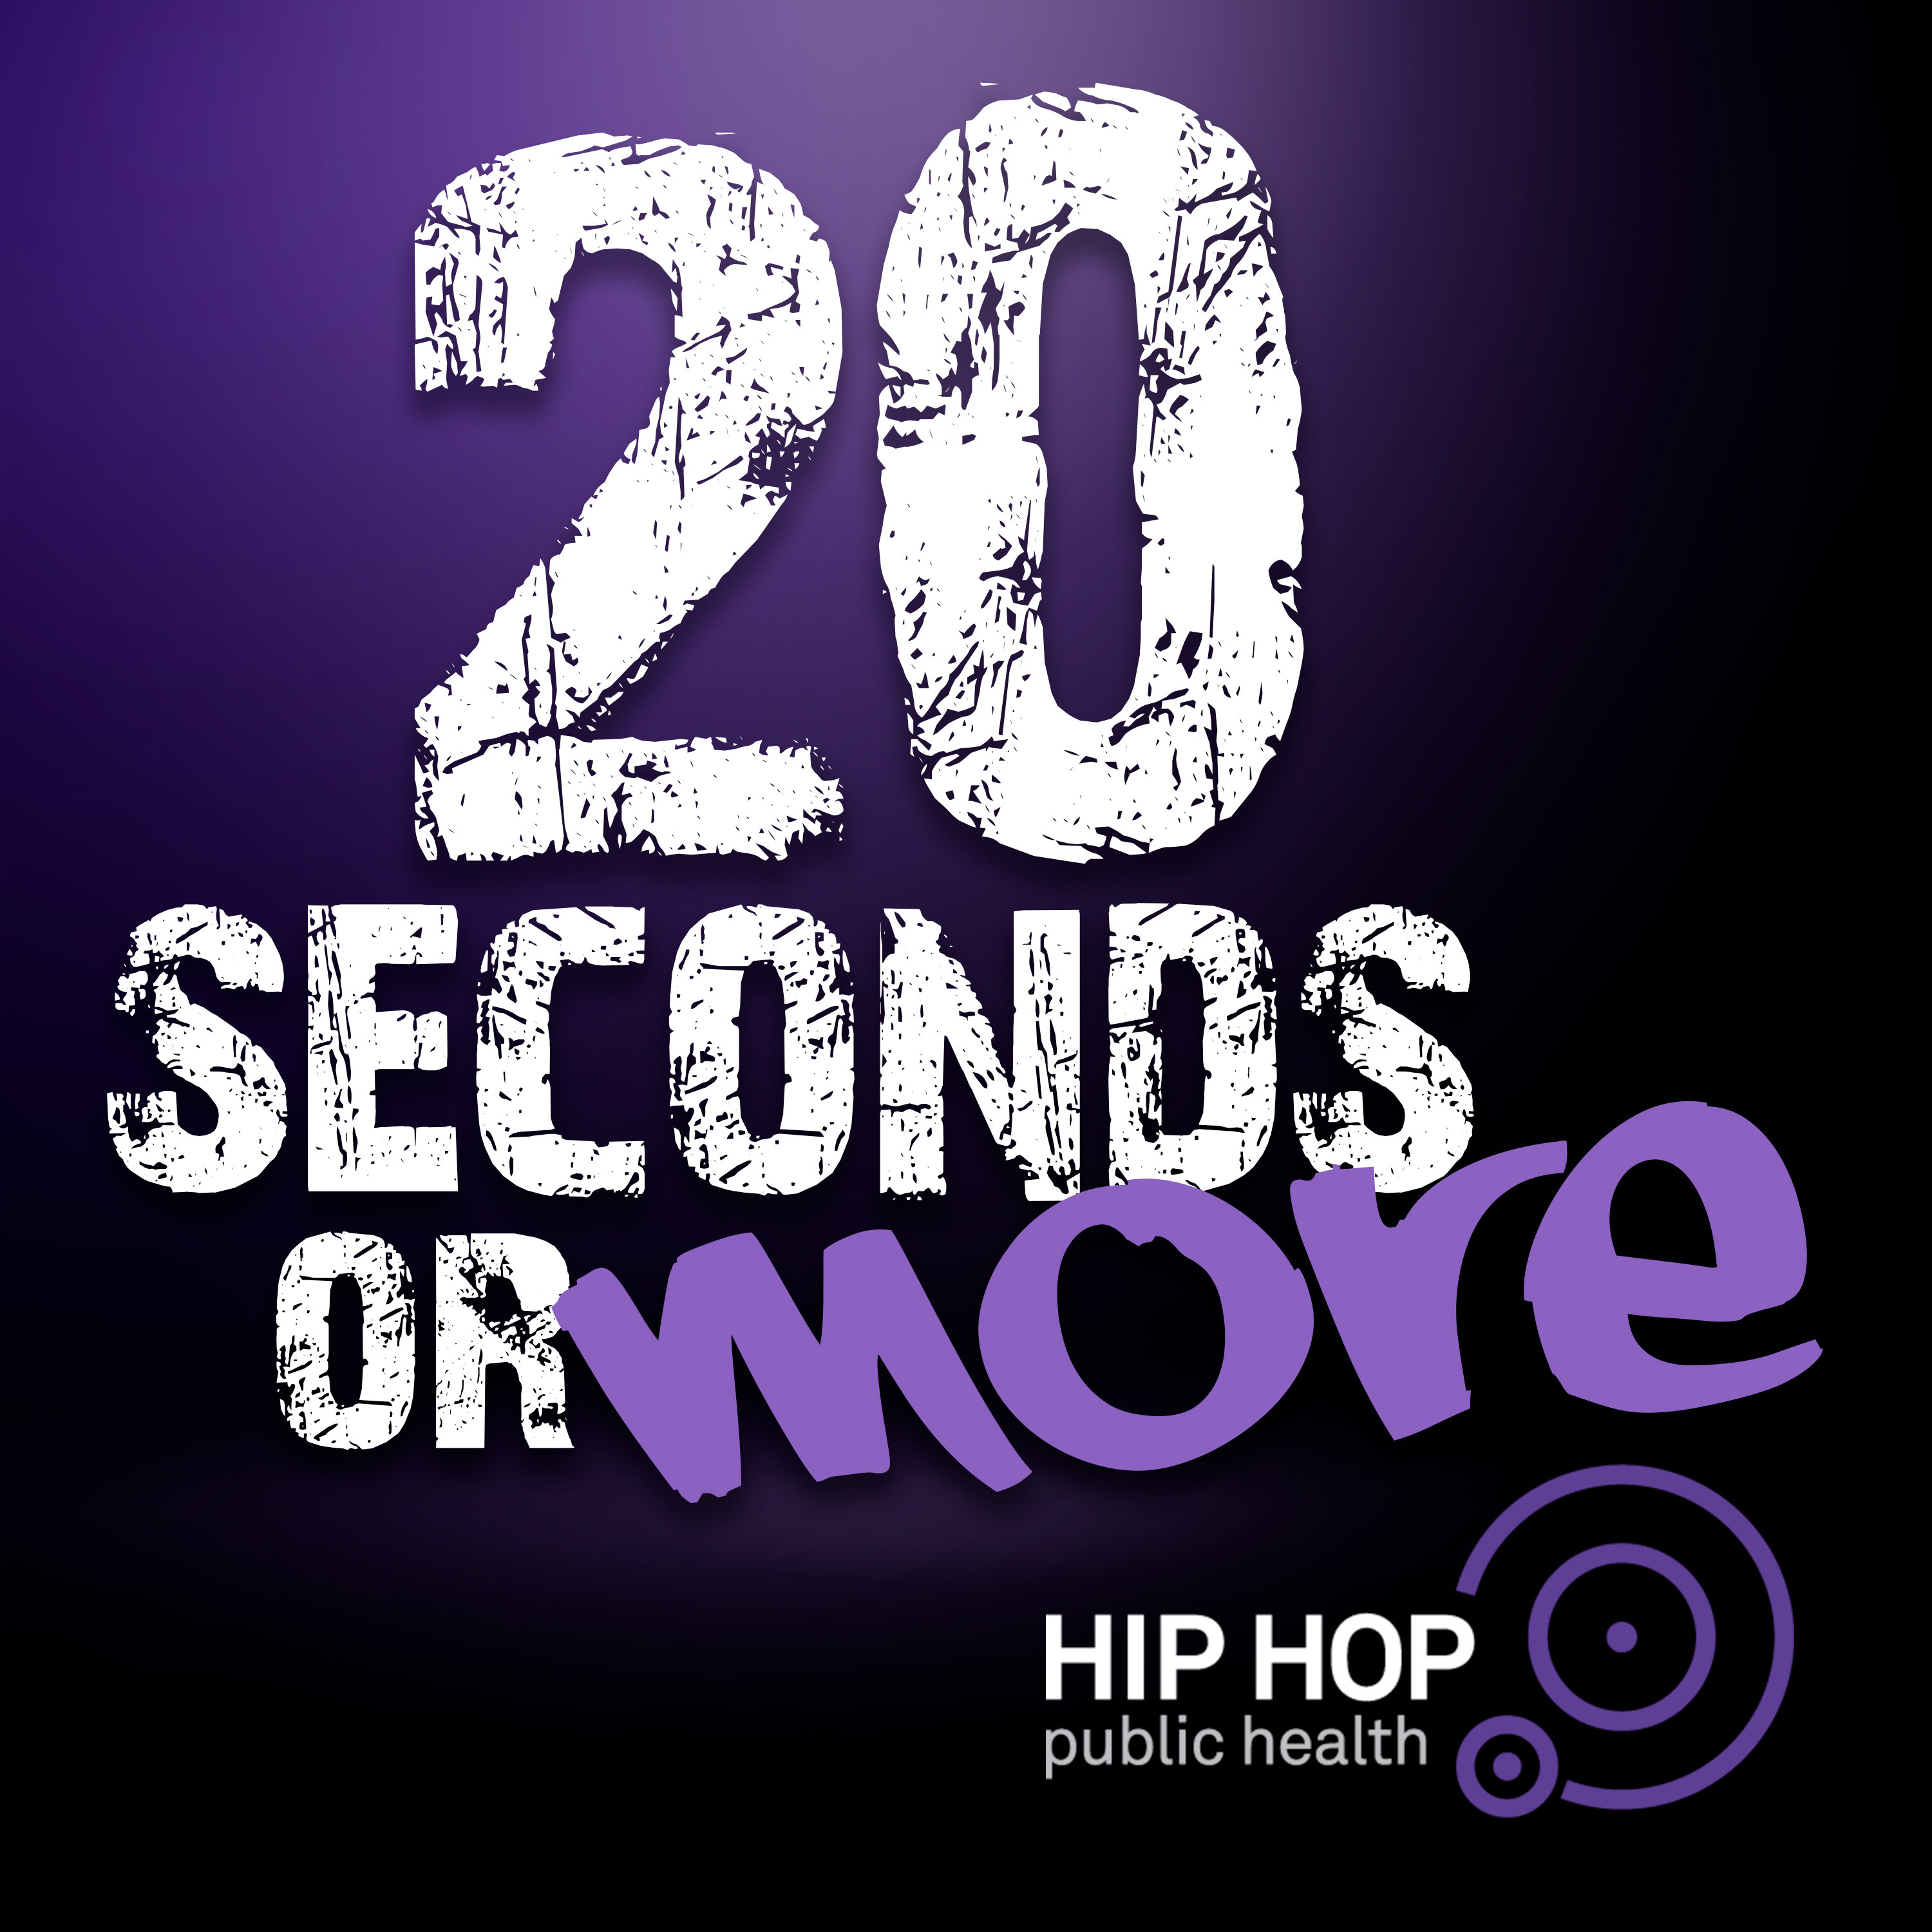 20
SECONDS
OR more
HIP HOP
public health